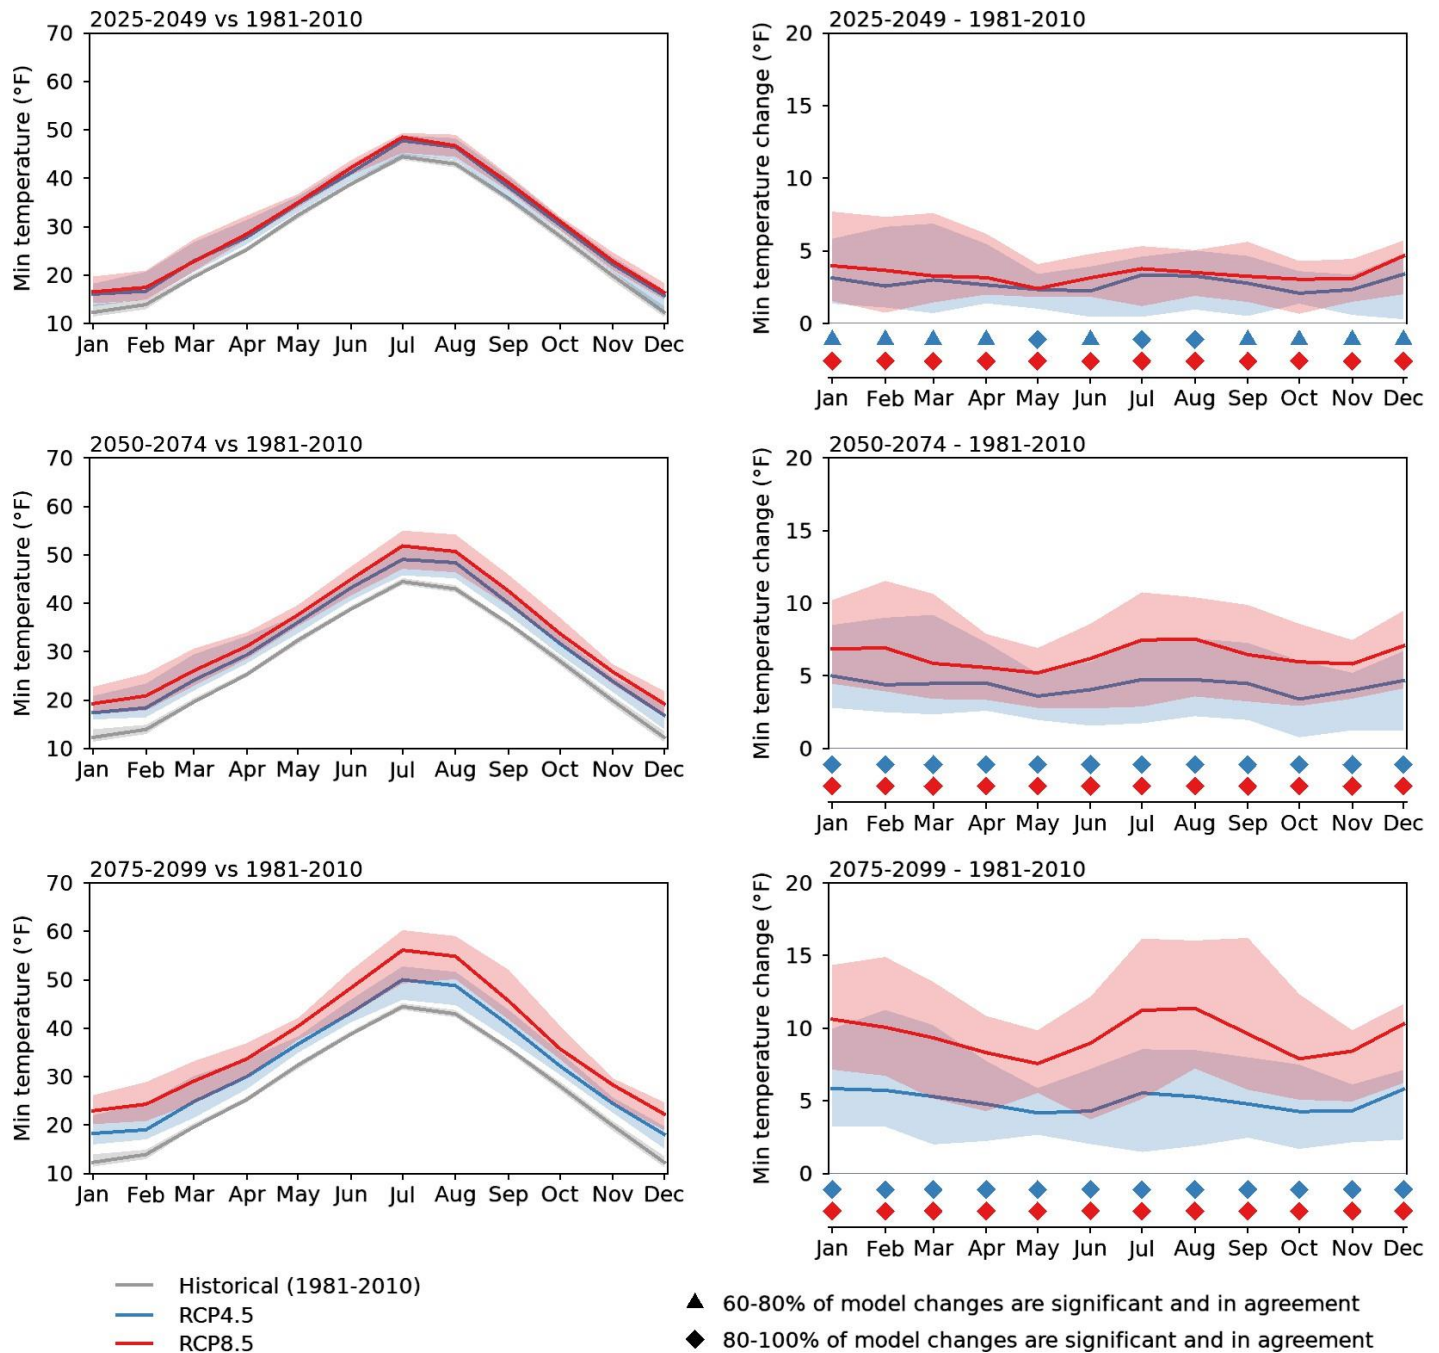 2025-2049 vs 1981-2010
Min temperature (°F)
70
60
50
40
30
20
10
Jan Feb Mar Apr May Jun Jul Aug Sep Oct Nov Dec
2025-2049 - 1981-2010
Min temperature change (°F)
20
15
10
5
0
Jan Feb Mar Apr May Jun Jul Aug Sep Oct Nov Dec
2050-2074 vs 1981-2010
Min temperature (°F)
70
60
50
40
30
20
10
Jan Feb Mar Apr May Jun Jul Aug Sep Oct Nov Dec
2050-2074 - 1981-2010
Min temperature change (°F)
20
15
10
5
0
Jan Feb Mar Apr May Jun Jul Aug Sep Oct Nov Dec
2075-2099 vs 1981-2010
Min temperature (°F)
70
60
50
40
30
20
10
Jan Feb Mar Apr May Jun Jul Aug Sep Oct Nov Dec
2075-2099 - 1981-2010
Min temperature change (°F)
20
15
10
5
0
Jan Feb Mar Apr May Jun Jul Aug Sep Oct Nov Dec
Historical (1981-2010)
RCP4.5
RCP8.5
60-80% of model changes are significant and in agreement
80-100% of model changes are significant and in agreement